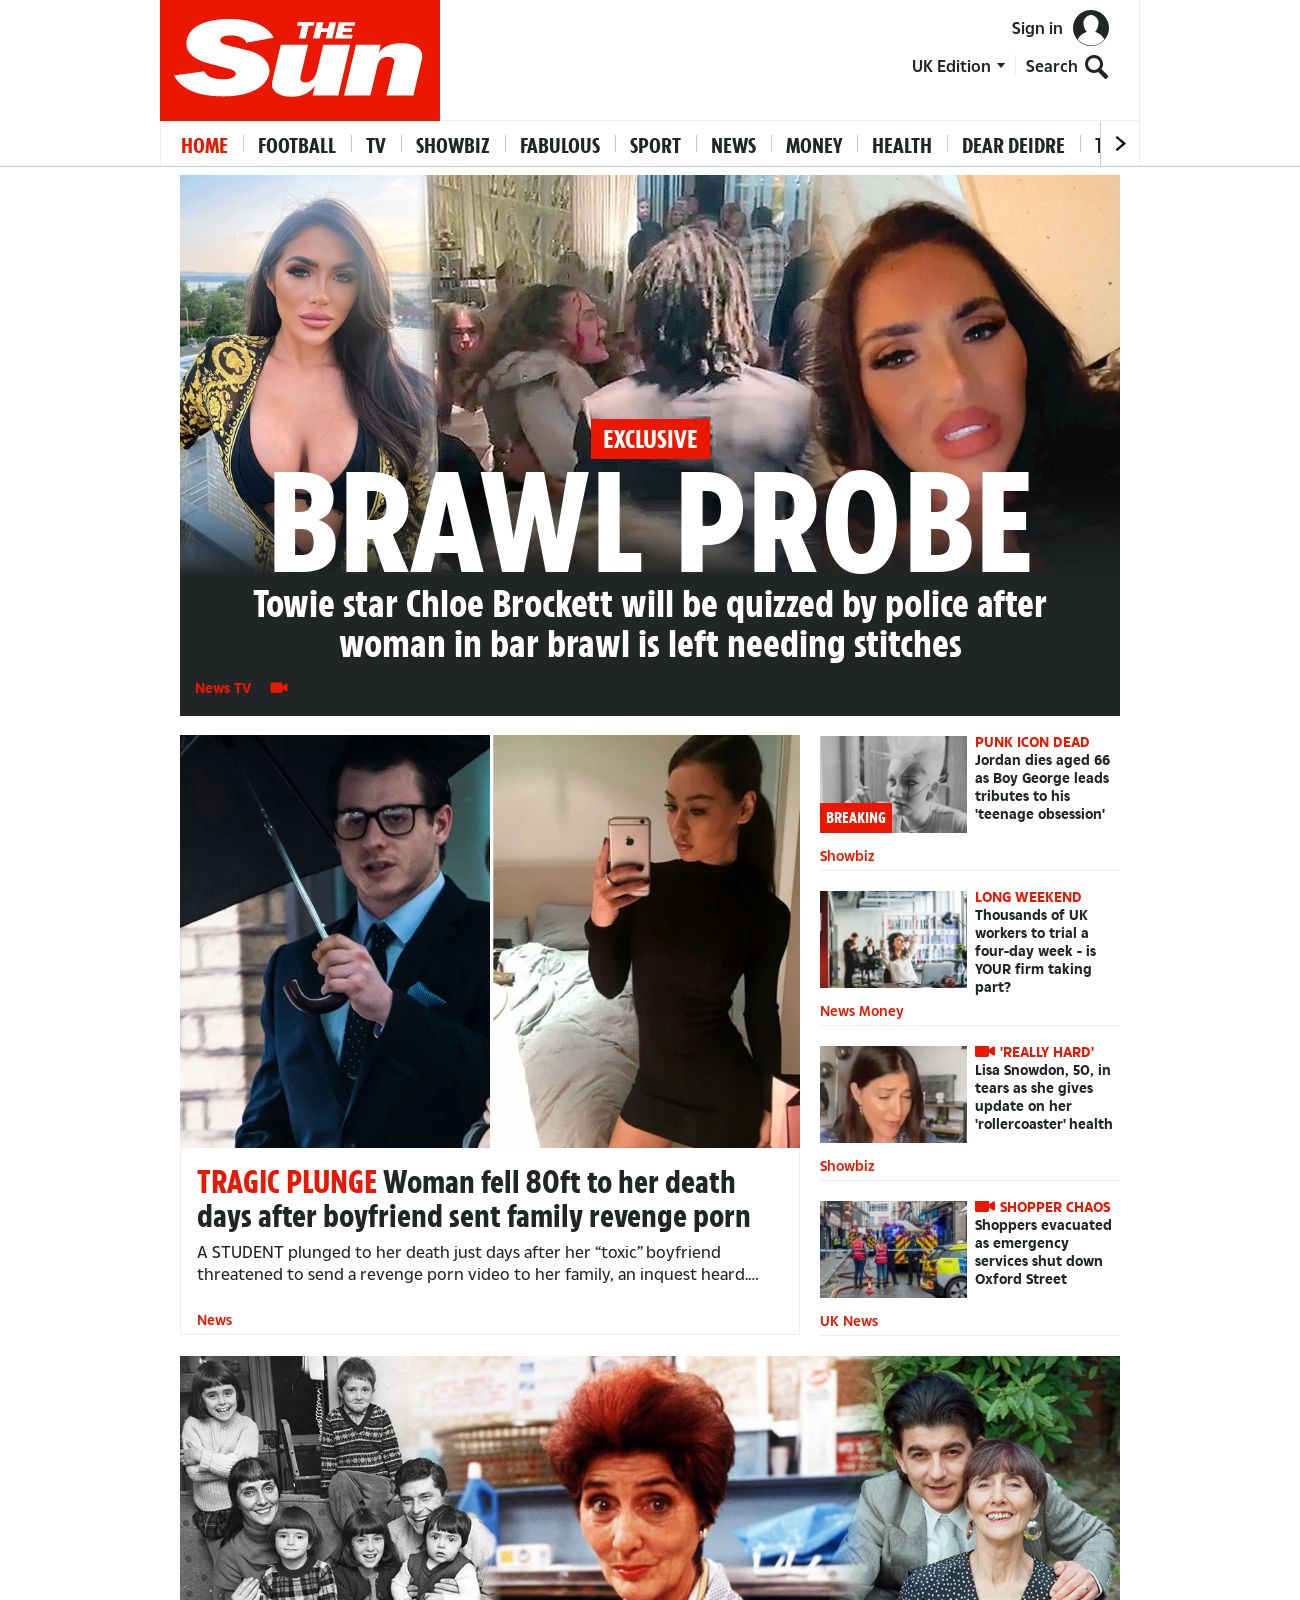 THE
Sun
Sign in
UK Edition
Search
HOME
FOOTBALL
TV
SHOWBIZ
FABULOUS
SPORT
NEWS
MONEY
HEALTH
DEAR DEIDRE
EXCLUSIVE
BRAWL PROBE
Towie star Chloe Brockett will be quizzed by police after
woman in bar brawl is left needing stitches
News TV
TRAGIC PLUNGE Woman fell 80ft to her death
days after boyfriend sent family revenge porn
A STUDENT plunged to her death just days after her “toxic” boyfriend
threatened to send a revenge porn video to her family, an inquest heard....
News
BREAKING
PUNK ICON DEAD
Jordan dies aged 66
as Boy George leads
tributes to his
'teenage obsession'
Showbiz
LONG WEEKEND
Thousands of UK
workers to trial a
four-day week - is
YOUR firm taking
part?
News Money
'REALLY HARD'
Lisa Snowdon, 50, in
tears as she gives
update on her
'rollercoaster' health
Showbiz
SHOPPER CHAOS
Shoppers evacuated
as emergency
services shut down
Oxford Street
UK News